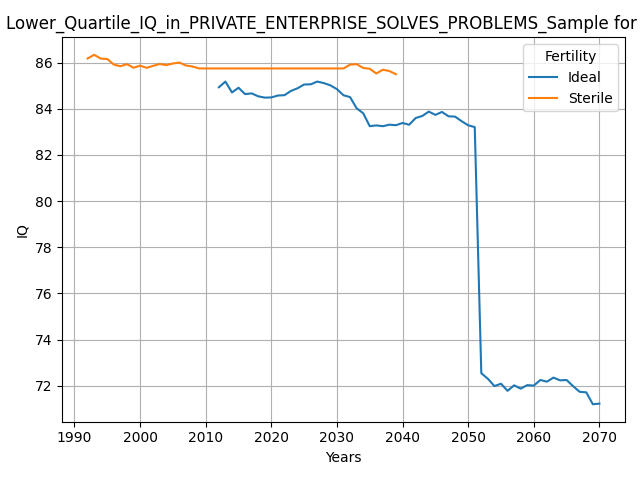 Lower_Quartile_IQ_in_PRIVATE_ENTERPRISE_SOLVES_PROBLEMS_Sample for
Fertility
Ideal
Sterile
86
84
82
80
78
76
74
72
IQ
1990 2000 2010 2020 2030 2040 2050 2060 2070
Years